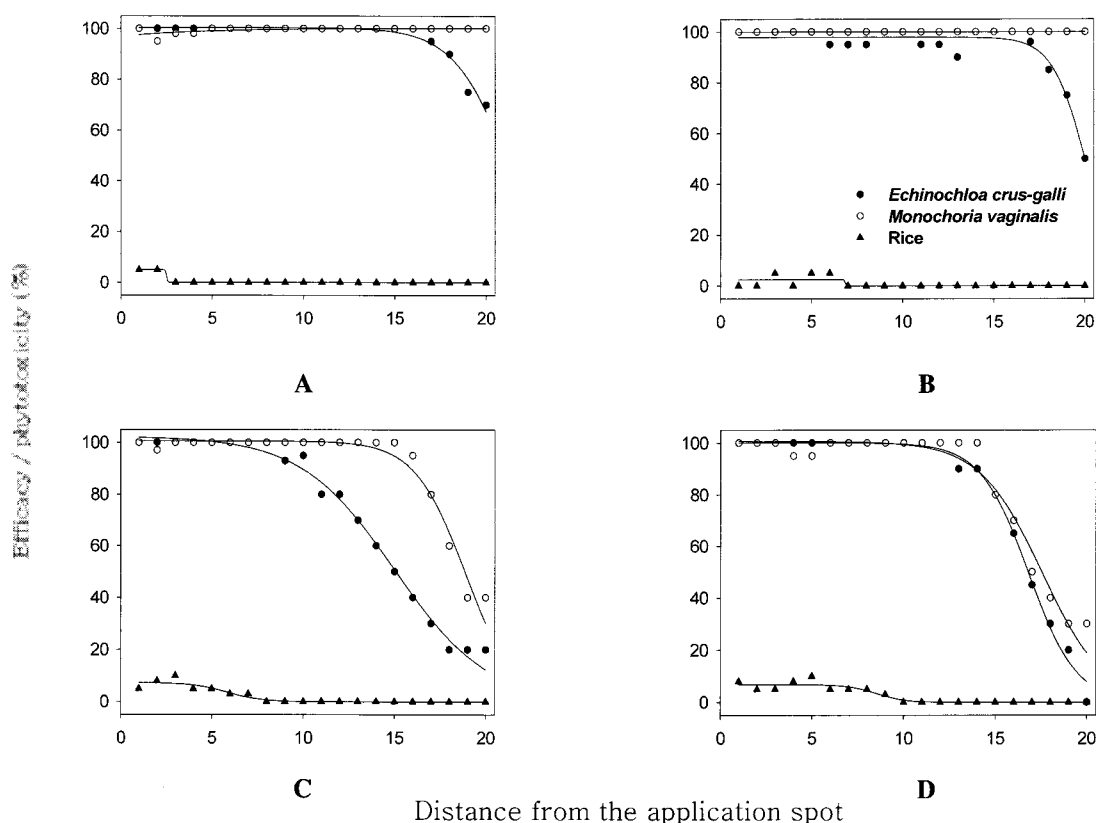 Efficacy / phytotoxicity (%)
100
80
60
40
20
0
0 5 10 15 20
A
100
80
60
40
20
0
0 5 10 15 20
Echinochloa crus-galli
Monochoria vaginalis
Rice
B
100
80
60
40
20
0
0 5 10 15 20
C
100
80
60
40
20
0
0 5 10 15 20
D
Distance from the application spot